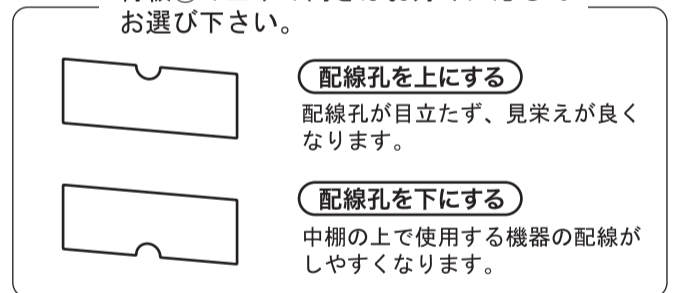 お選び下さい。
配線孔を上にする
配線孔が目立たず、見栄えが良く
なります。
配線孔を下にする
中棚の上で使用する機器の配線が
しやすくなります。